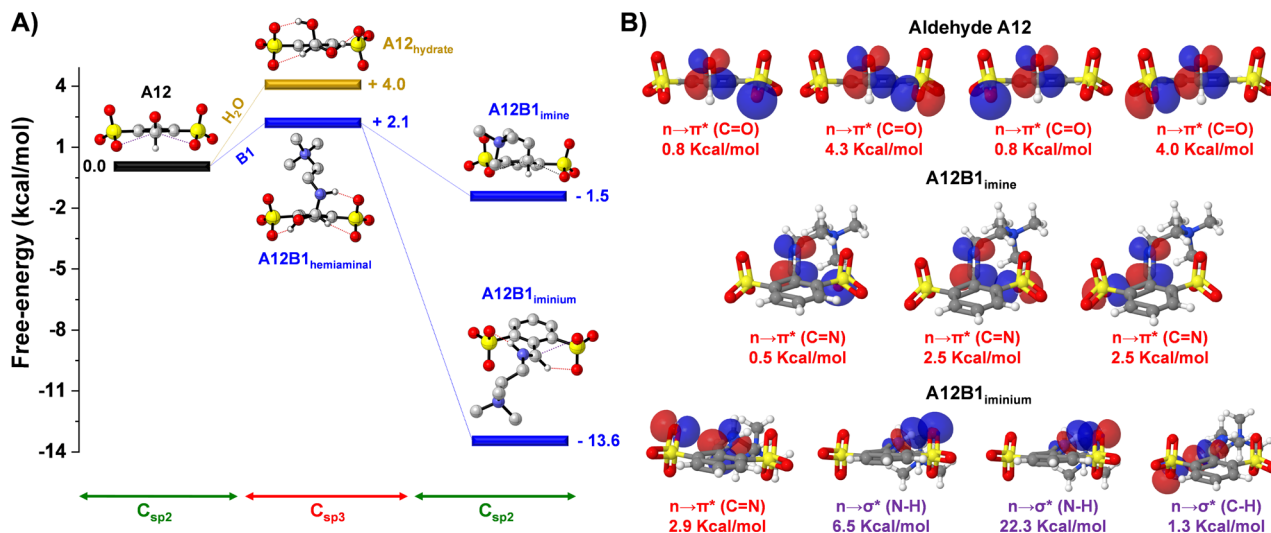 A)
Free-energy (kcal/mol)
4
1
-2
-5
-8
-11
-14
A12
0.0
H2O
B1
A12hydrate
+ 4.0
+ 2.1
A12B1hemiaminal
A12B1imine
- 1.5
A12B1iminium
- 13.6
Csp2
Csp3
Csp2
B)
Aldehyde A12
n→π* (C=O)
0.8 Kcal/mol
n→π* (C=O)
4.3 Kcal/mol
n→π* (C=O)
0.8 Kcal/mol
n→π* (C=O)
4.0 Kcal/mol
A12B1imine
n→π* (C=N)
0.5 Kcal/mol
n→π* (C=N)
2.5 Kcal/mol
n→π* (C=N)
2.5 Kcal/mol
A12B1iminium
n→π* (C=N)
2.9 Kcal/mol
n→σ* (N-H)
6.5 Kcal/mol
n→σ* (N-H)
22.3 Kcal/mol
n→σ* (C-H)
1.3 Kcal/mol